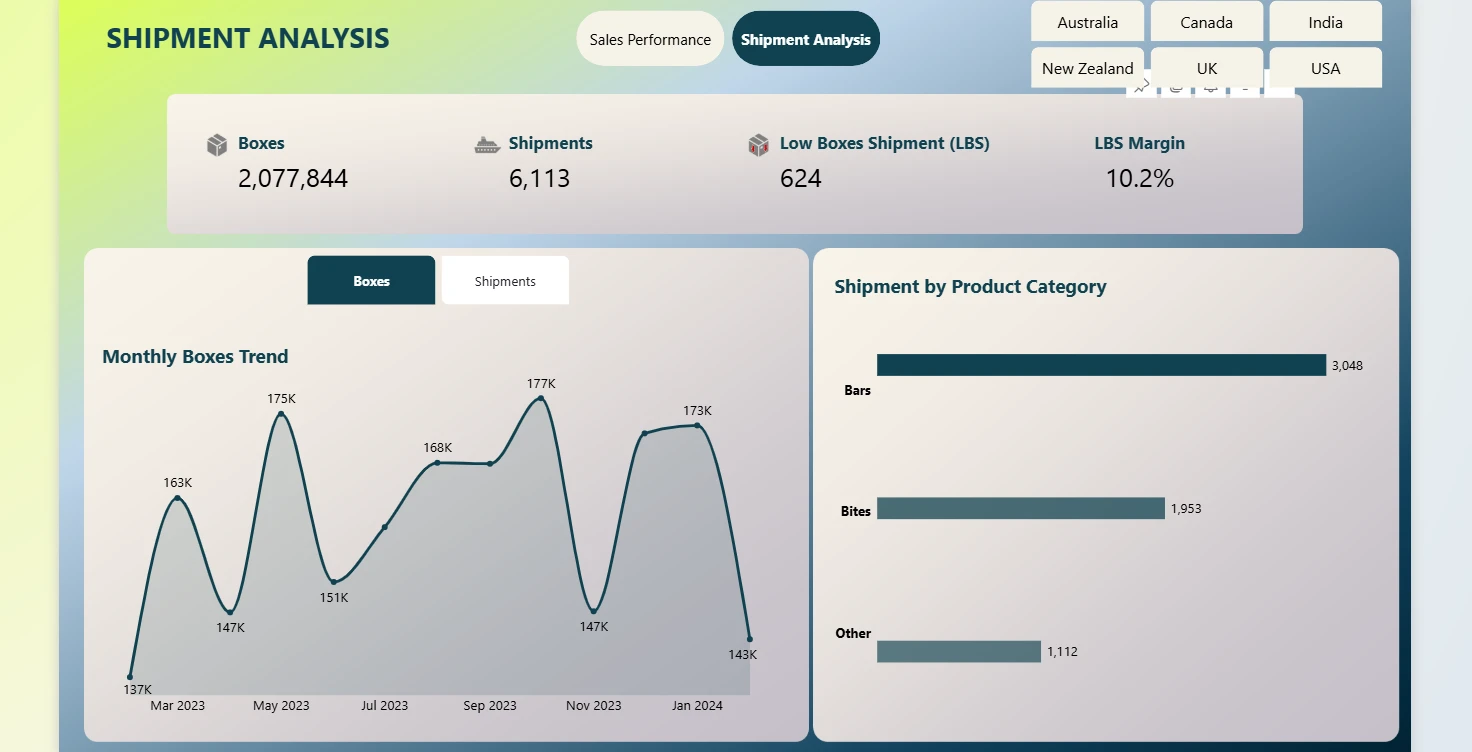 SHIPMENT ANALYSIS
Sales Performance
Shipment Analysis
Australia
Canada
India
New Zealand
UK
USA
Boxes
2,077,844
Shipments
6,113
Low Boxes Shipment (LBS)
624
LBS Margin
10.2%
Boxes
Shipments
Monthly Boxes Trend
177K
175K
173K
168K
163K
151K
147K
147K
143K
137K
Mar 2023
May 2023
Jul 2023
Sep 2023
Nov 2023
Jan 2024
Shipment by Product Category
Bars
3,048
Bites
1,953
Other
1,112